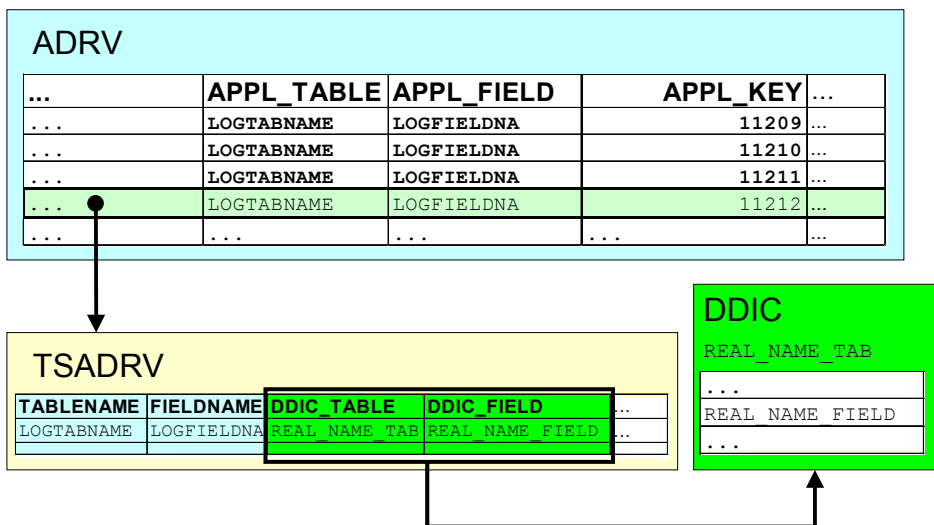 ADRV
... APPL_TABLE APPL_FIELD APPL_KEY ...
... LOGTABNAME LOGFIELDNA 11209 ...
... LOGTABNAME LOGFIELDNA 11210 ...
... LOGTABNAME LOGFIELDNA 11211 ...
... LOGTABNAME LOGFIELDNA 11212 ...
... ... ... ... ...
DDIC
REAL_NAME_TAB
...
REAL_NAME_FIELD
...
TSADRV
TABLENAME FIELDNAME DDIC_TABLE DDIC_FIELD ...
LOGTABNAME LOGFIELDNA REAL_NAME_TAB REAL_NAME_FIELD ...